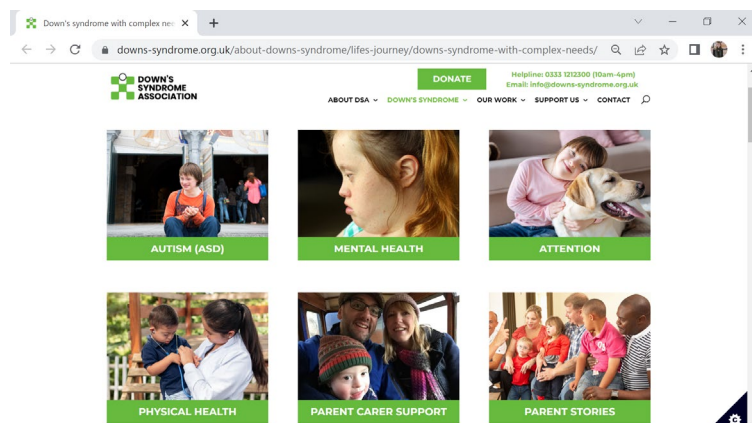 Down's syndrome with complex nee
downs-syndrome.org.uk/about-downs-syndrome/lifes-journey/downs-syndrome-with-complex-needs/
DOWN'S
SYNDROME
ASSOCIATION
DONATE
Helpline: 0333 1212300 (10am-4pm)
Email: info@downs-syndrome.org.uk
ABOUT DSA DOWN'S SYNDROME OUR WORK SUPPORT US CONTACT
AUTISM (ASD) MENTAL HEALTH ATTENTION
PHYSICAL HEALTH PARENT CARER SUPPORT PARENT STORIES